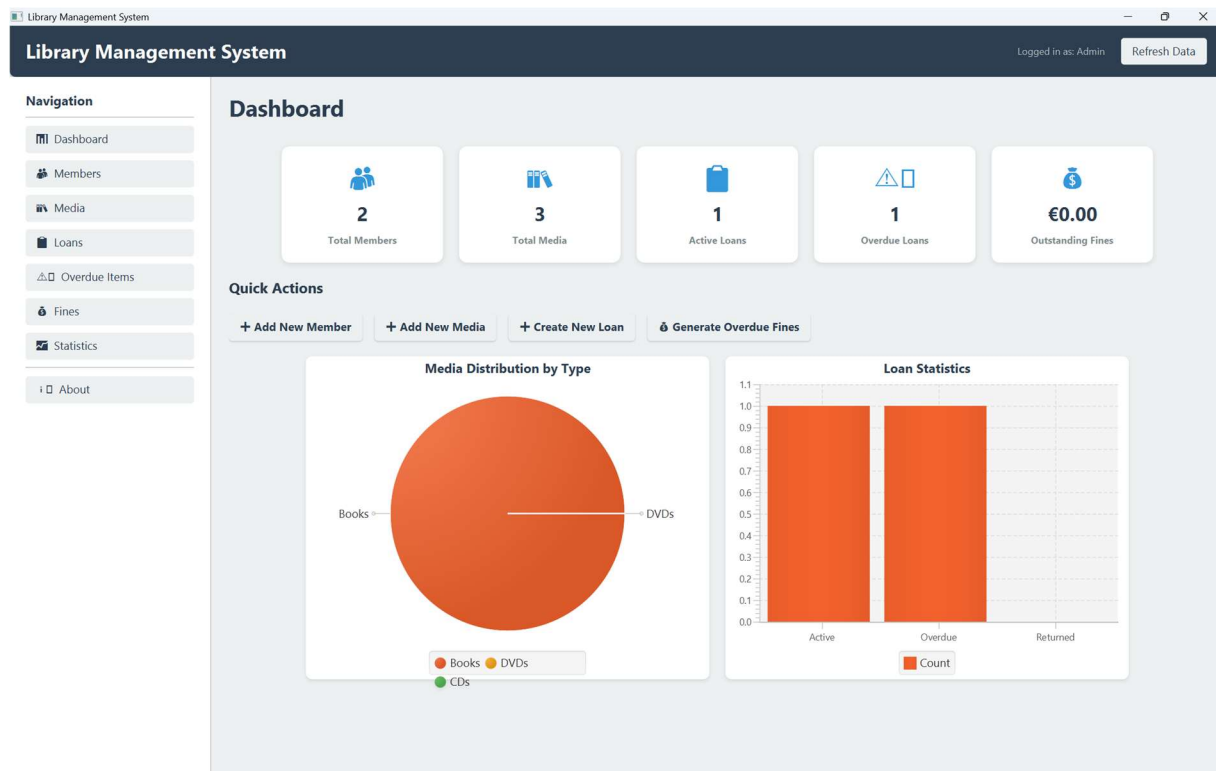 Library Management System
Library Management System
Logged in as: Admin
Refresh Data
Navigation
Dashboard
Members
Media
Loans
Overdue Items
Fines
Statistics
i About
Dashboard
2
Total Members
3
Total Media
1
Active Loans
1
Overdue Loans
€0.00
Outstanding Fines
Quick Actions
+ Add New Member
+ Add New Media
+ Create New Loan
Generate Overdue Fines
Media Distribution by Type
Books
DVDs
Books DVDs
CDs
Loan Statistics
1.1
1.0
0.9
0.8
0.7
0.6
0.5
0.4
0.3
0.2
0.1
0.0
Active Overdue Returned
Count